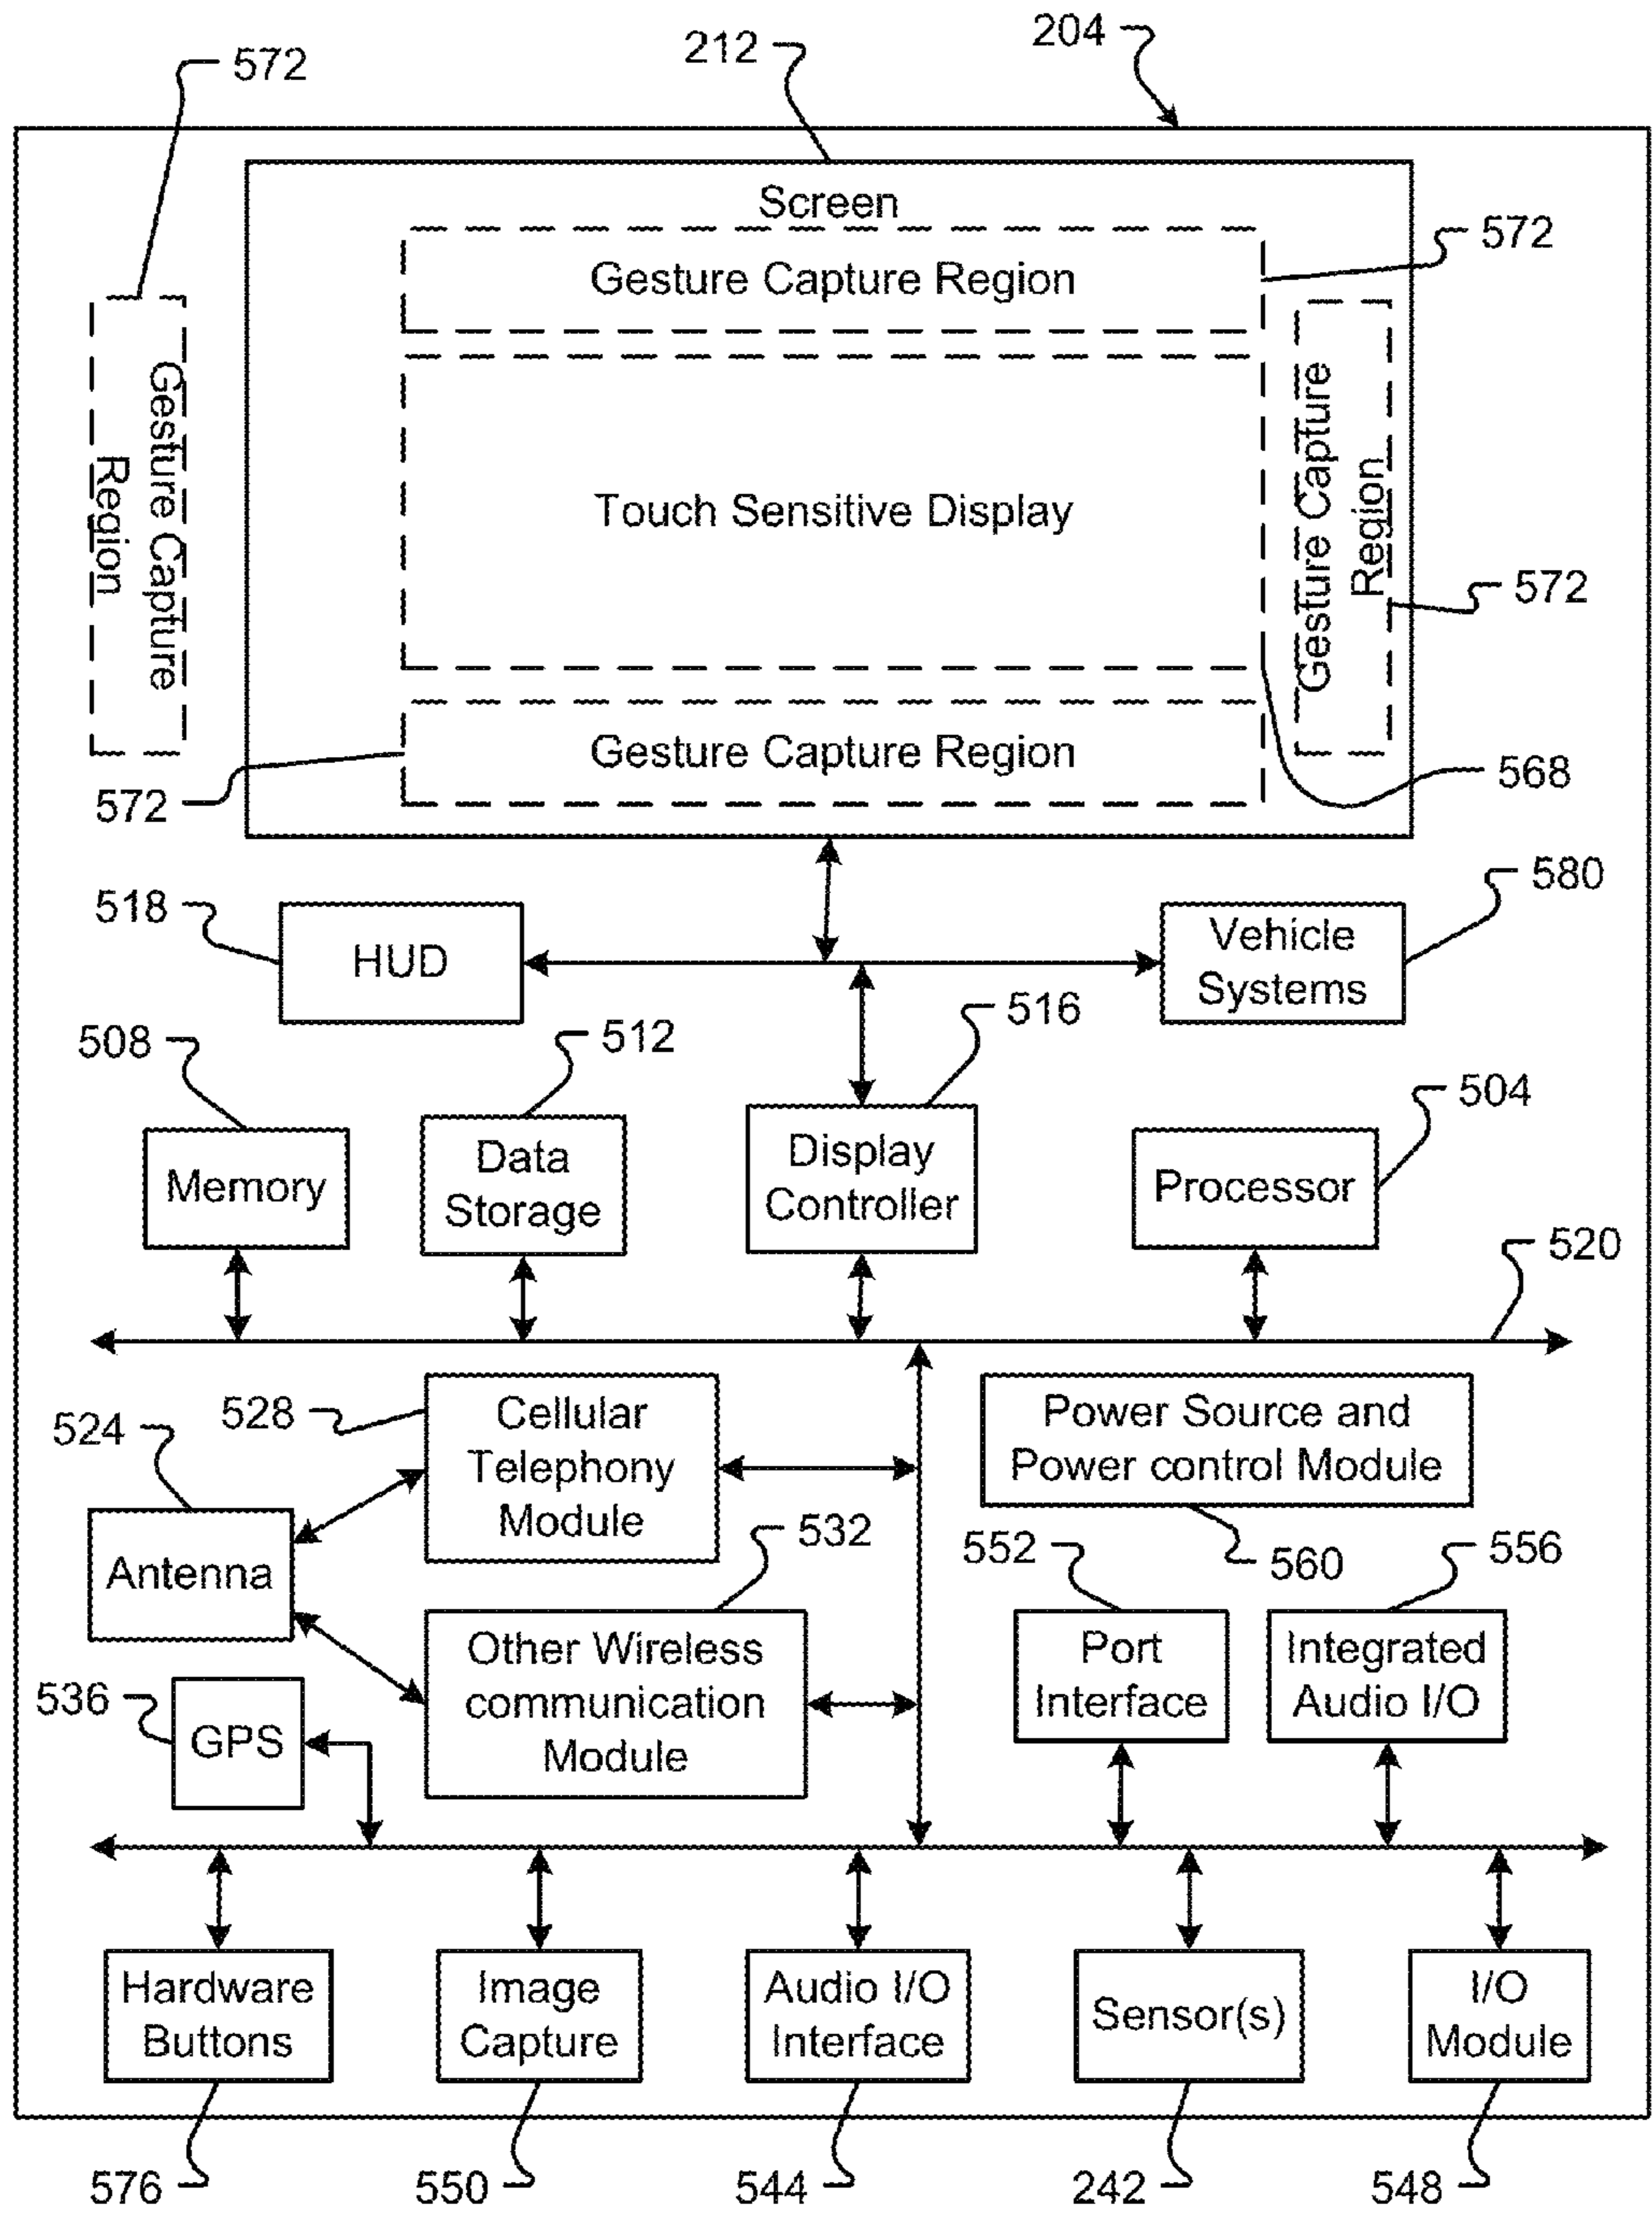 204
212
572
Screen
572
Gesture Capture Region
Gesture Capture
Region
Gesture Capture
Region
Touch Sensitive Display
572
Gesture Capture Region
568
572
580
518
HUD
Vehicle
Systems
516
512
508
504
Memory
Data
Storage
Display
Controller
Processor
520
528
524
Cellular
Telephony
Module
Power Source and
Power control Module
532
552
560
556
Antenna
Other Wireless
communication
Module
Port
Interface
Integrated
Audio I/O
536
GPS
Hardware
Buttons
Image
Capture
Audio I/O
Interface
Sensor(s)
I/O
Module
576
550
544
242
548